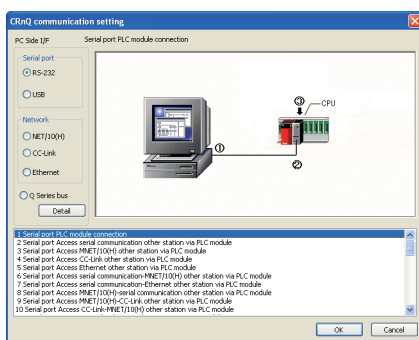 CRnQ communication setting
PC Side I/F
Serial port PLC module connection
Serial port
RS-232
USB
Network
NET/10(H)
CC-Link
Ethernet
Q Series bus
Detail
①
②
③
CPU
1 Serial port PLC module connection
2 Serial port Access serial communication other station via PLC module
3 Serial port Access MNET/10(H) other station via PLC module
4 Serial port Access CC-Link other station via PLC module
5 Serial port Access Ethernet other station via PLC module
6 Serial port Access serial communication-MNET/10(H) other station via PLC module
7 Serial port Access serial communication-Ethernet other station via PLC module
8 Serial port Access MNET/10(H)-serial communication other station via PLC module
9 Serial port Access MNET/10(H)-CC-Link other station via PLC module
10 Serial port Access CC-Link-MNET/10(H) other station via PLC module
OK
Cancel